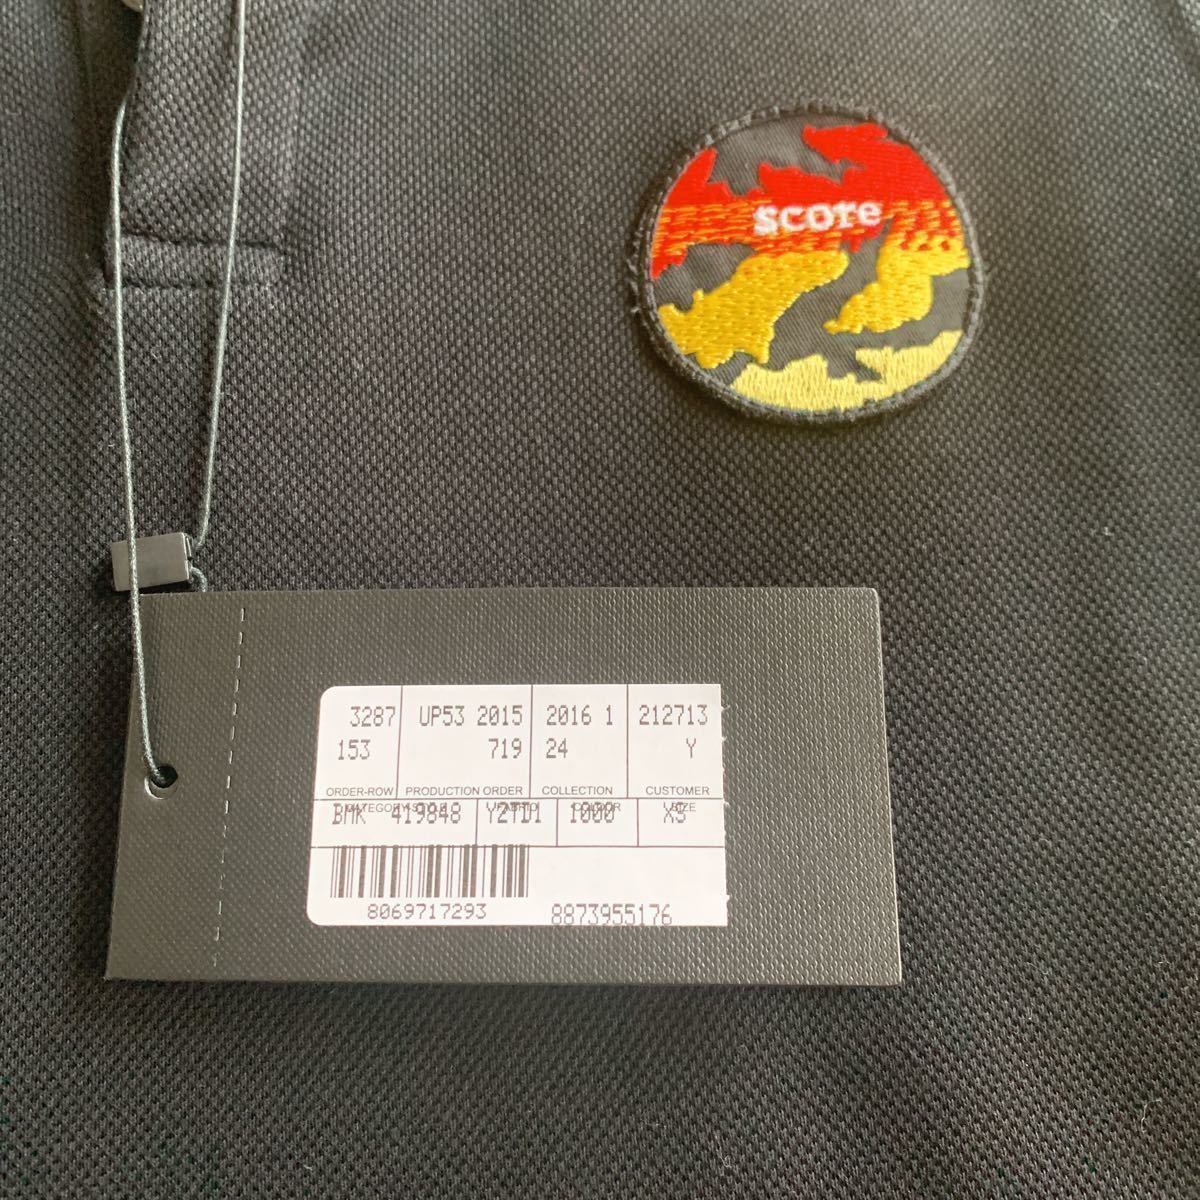 score
3287 UP53 2015 2016 1 212713
153 719 24 Y
ORDER-ROW PRODUCTION ORDER COLLECTION CUSTOMER
SIZE
BMK 419848 Y2TD1 1000 XS
8069717293 8873955176